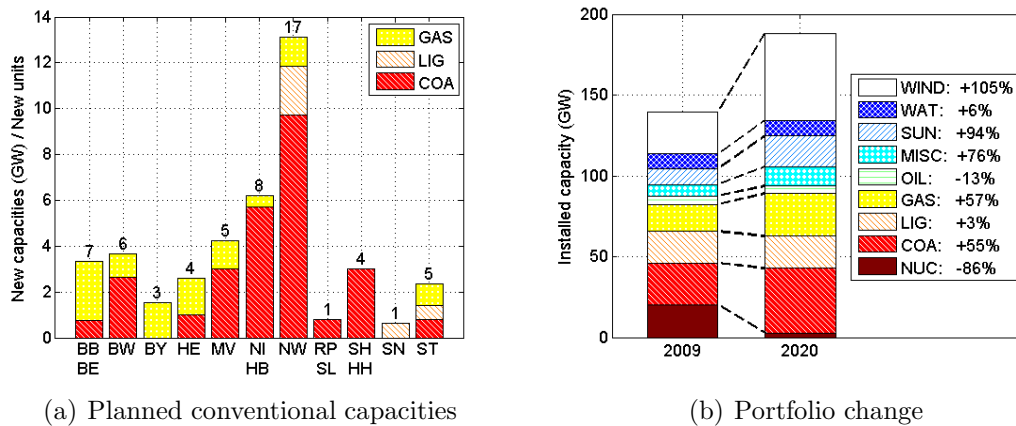 14
12
10
8
6
4
2
0
New capacities (GW) / New units
7
6
3
4
5
8
17
1
4
1
5
GAS
LIG
COA
BB BW BY HE MV NI NW RP SH SN ST
BE HB SL HH
(a) Planned conventional capacities
200
150
100
50
0
Installed capacity (GW)
2009 2020
WIND: +105%
WAT: +6%
SUN: +94%
MISC: +76%
OIL: -13%
GAS: +57%
LIG: +3%
COA: +55%
NUC: -86%
(b) Portfolio change